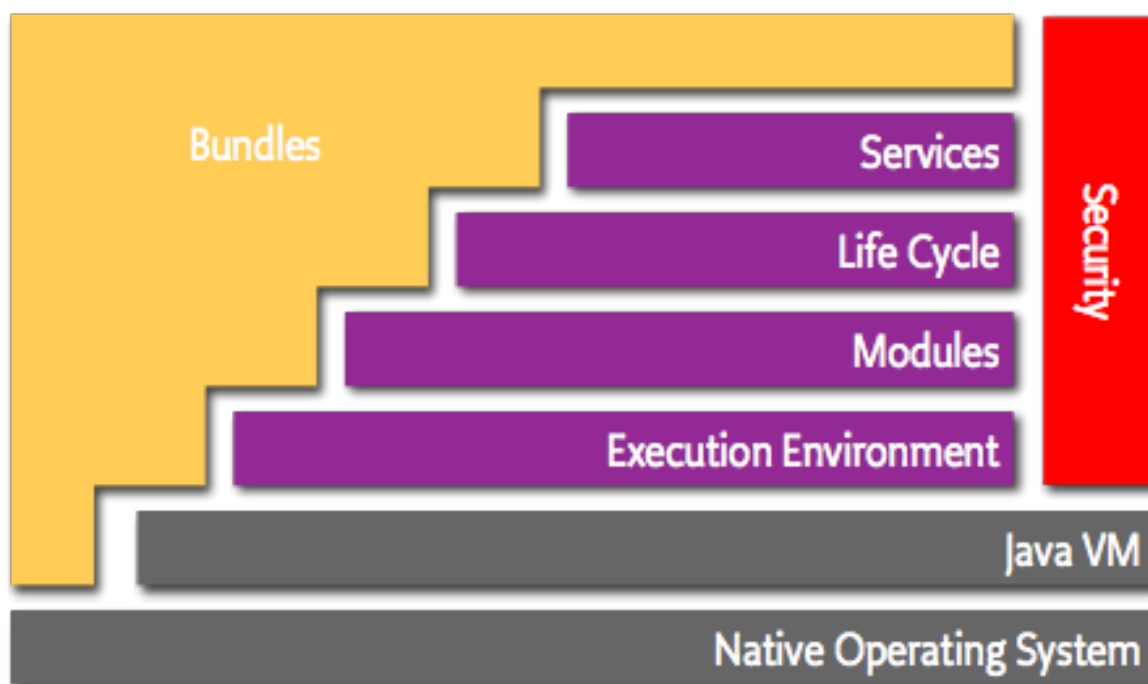 Bundles
Services
Life Cycle
Modules
Execution Environment
Security
Java VM
Native Operating System